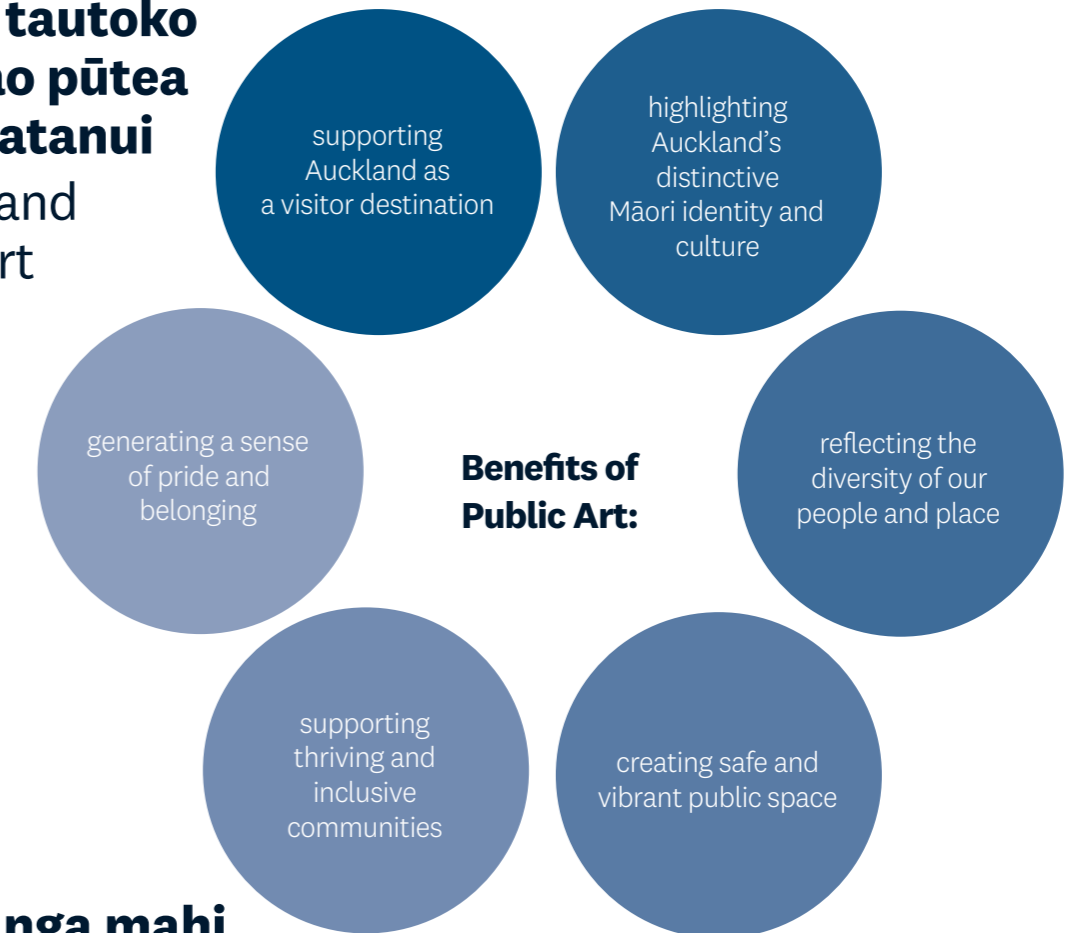 tautoko
pūtea
and
supporting
Auckland as
a visitor destination
highlighting
Auckland’s
distinctive
Māori identity and
culture
generating a sense
of pride and
belonging
Benefits of
Public Art:
reflecting the
diversity of our
people and place
supporting
thriving and
inclusive
communities
creating safe and
vibrant public space
nga mahi